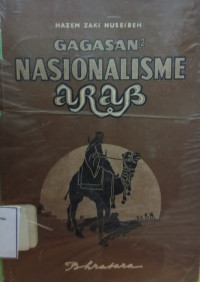 HAZEM ZAKI NUSEIBEH
GAGASAN²
NASIONALISME
ARAB
Bhratara